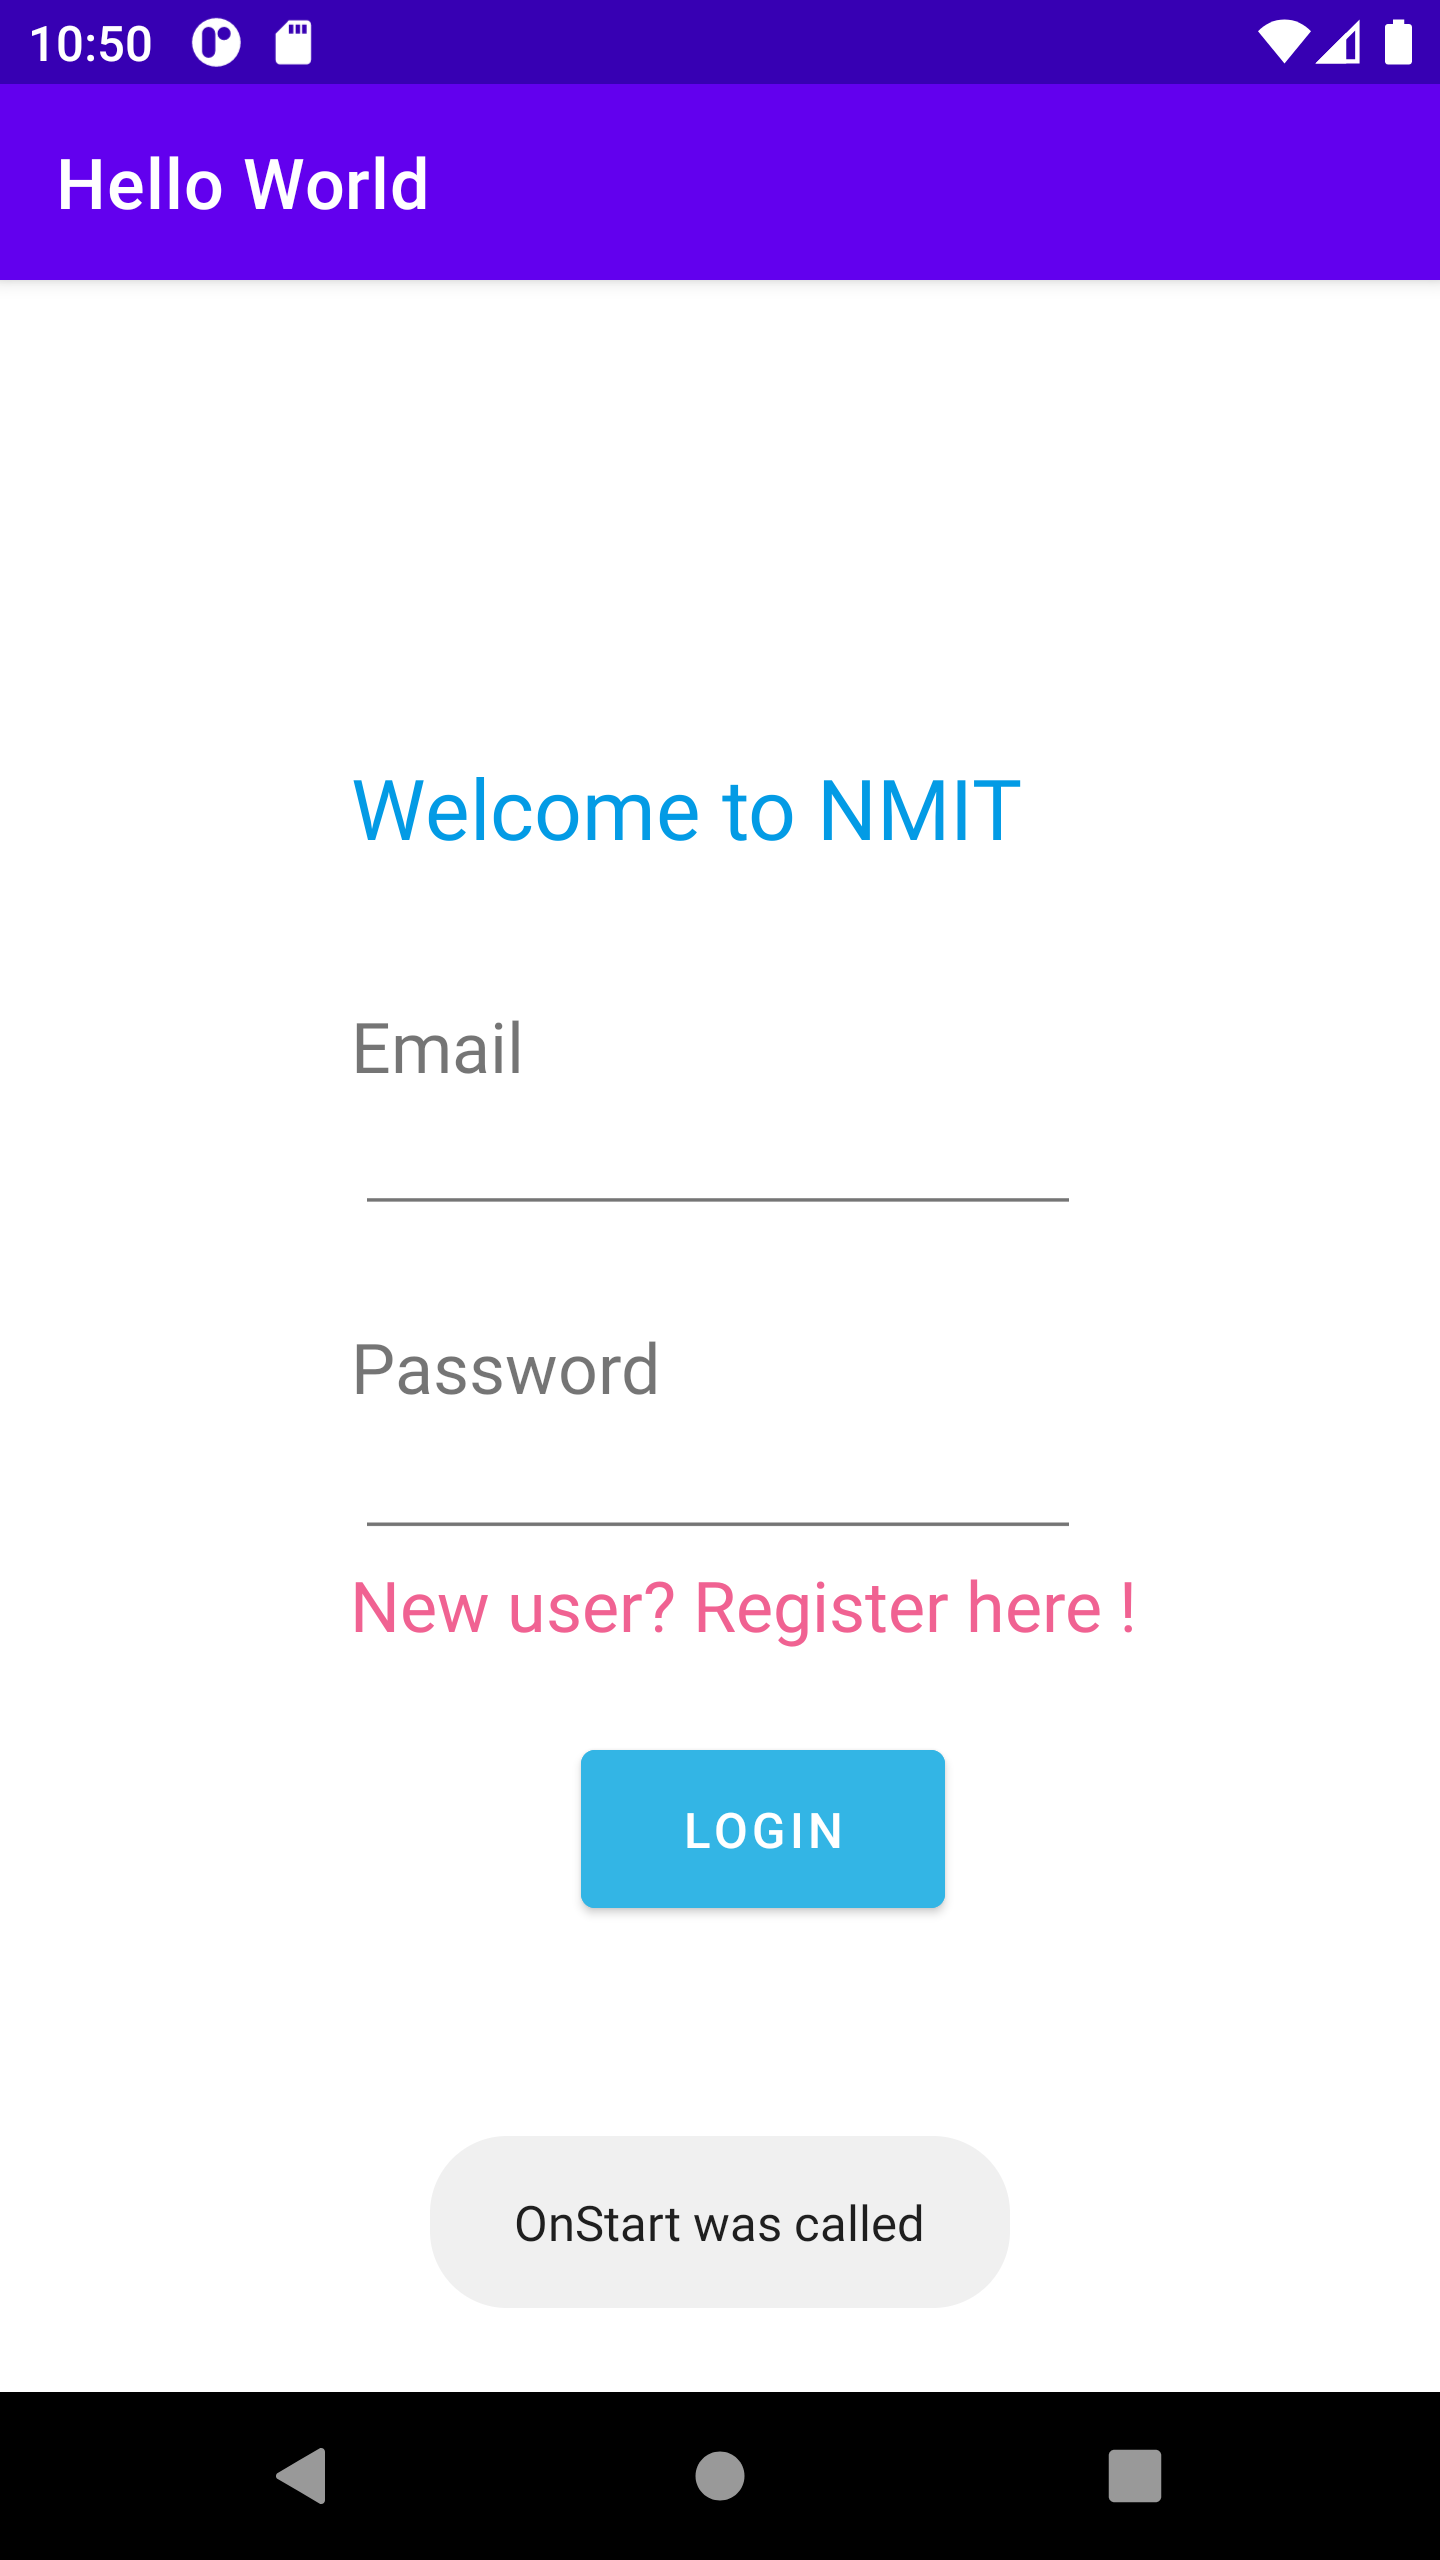 10:50
Hello World
Welcome to NMIT
Email
Password
New user? Register here !
LOGIN
OnStart was called